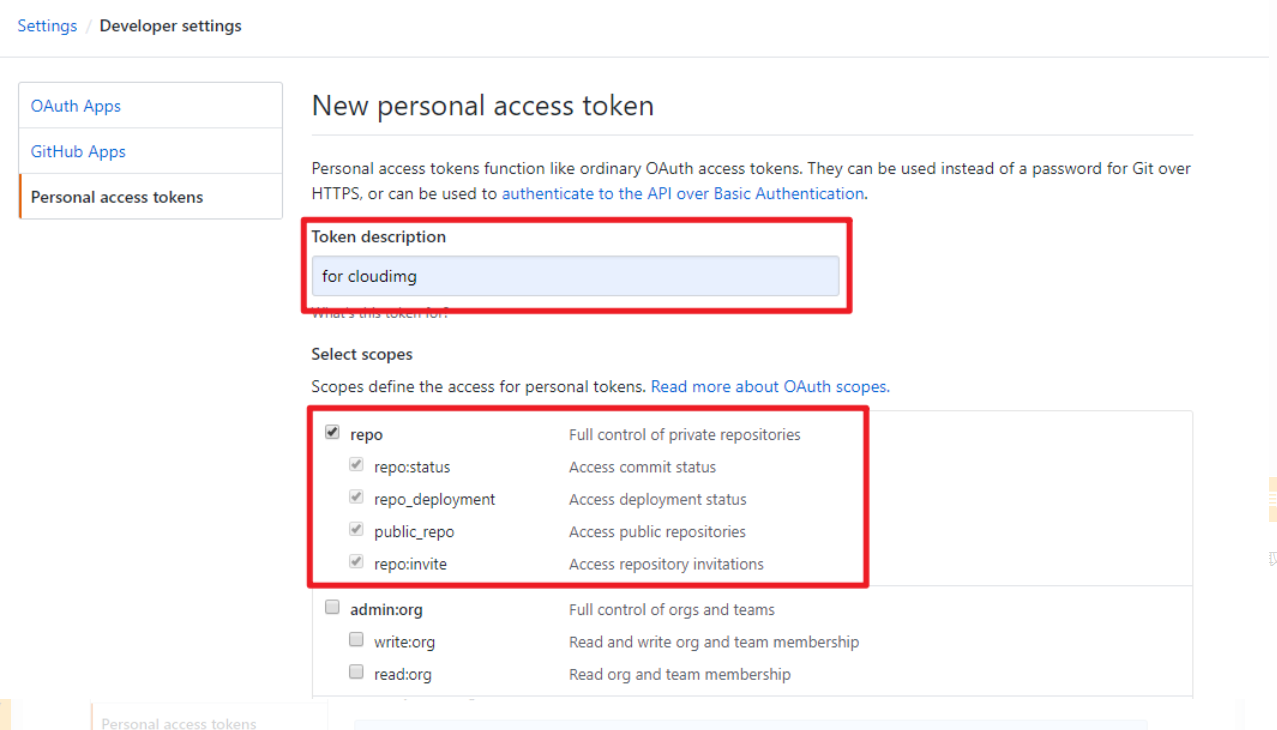 Settings / Developer settings
OAuth Apps
GitHub Apps
Personal access tokens
New personal access token
Personal access tokens function like ordinary OAuth access tokens. They can be used instead of a password for Git over
HTTPS, or can be used to authenticate to the API over Basic Authentication.
Token description
for cloudimg
What's this token for?
Select scopes
Scopes define the access for personal tokens. Read more about OAuth scopes.
repo Full control of private repositories
repo:status Access commit status
repo_deployment Access deployment status
public_repo Access public repositories
repo:invite Access repository invitations
admin:org Full control of orgs and teams
write:org Read and write org and team membership
read:org Read org and team membership
Personal access tokens